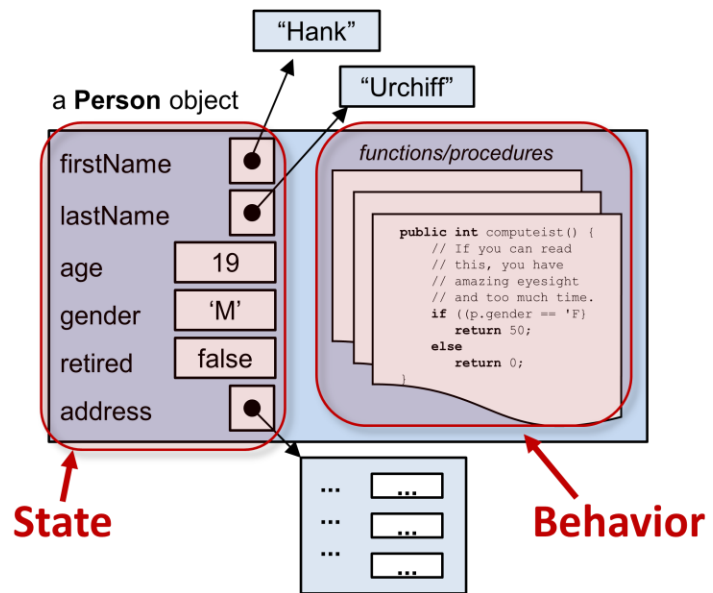 “Hank”
“Urchiff”
a Person object
firstName
lastName
age 19
gender ‘M’
retired false
address
functions/procedures
public int computeist() {
// If you can read
// this, you have
// amazing eyesight
// and too much time.
if ((p.gender == 'F}
return 50;
else
return 0;
}
... ...
... ...
... ...
State
Behavior